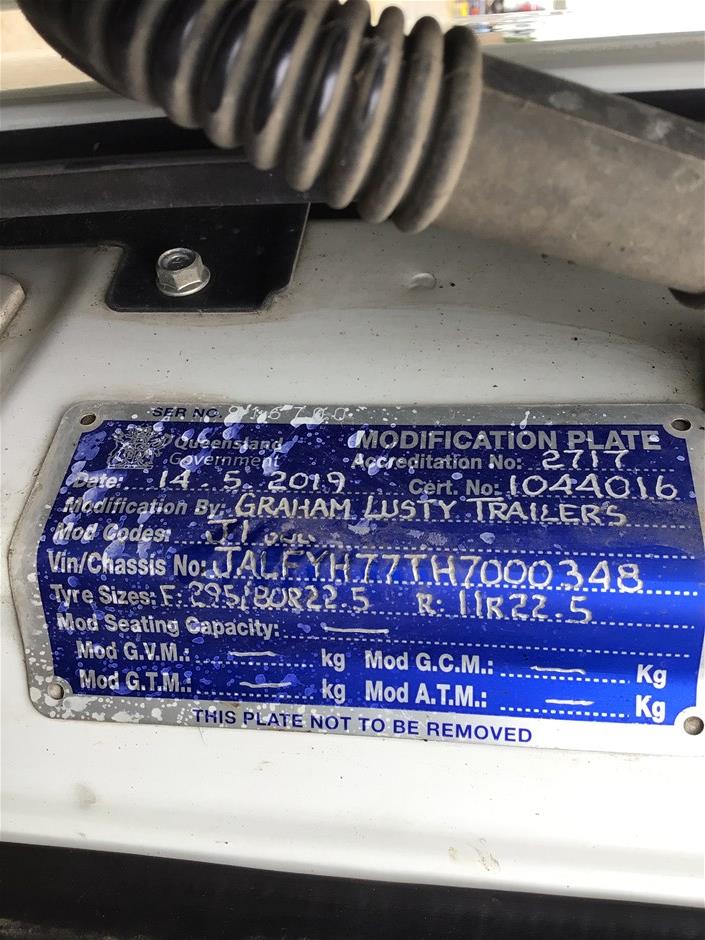 SER NO.
Queensland Government
MODIFICATION PLATE
Accreditation No: 2717
Date: 14.5.2019 Cert. No: 1044016
Modification By: GRAHAM LUSTY TRAILERS
Mod Codes: J1
Vin/Chassis No: JALFYH77TH7000348
Tyre Sizes: F: 295/80R22.5 R: 11R22.5
Mod Seating Capacity: —
Mod G.V.M.: — kg Mod G.C.M.: — Kg
Mod G.T.M.: — kg Mod A.T.M.: — Kg
THIS PLATE NOT TO BE REMOVED